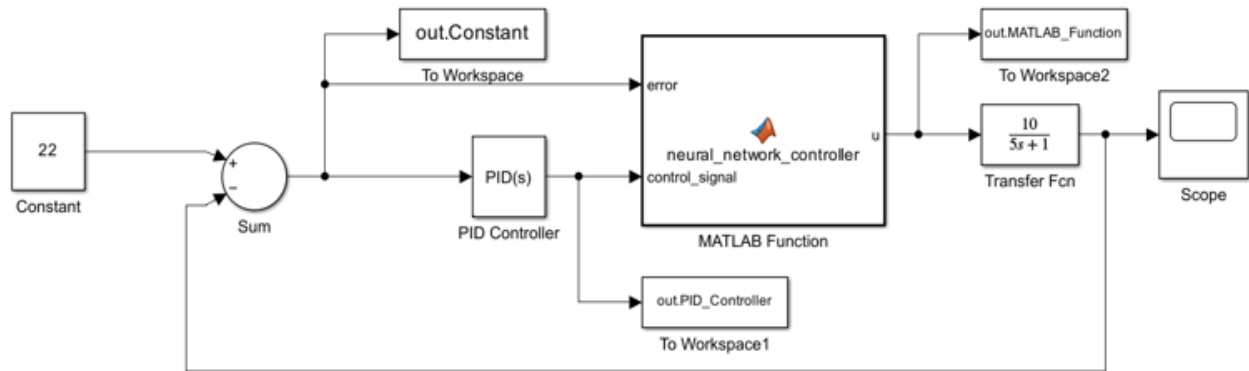 out.Constant
To Workspace
out.MATLAB_Function
To Workspace2
error
neural_network_controller
u
control_signal
MATLAB Function
22
Constant
+
−
Sum
PID(s)
PID Controller
10
5s + 1
Transfer Fcn
Scope
out.PID_Controller
To Workspace1